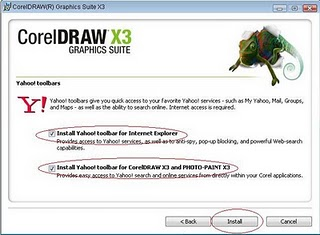 CorelDRAW(R) Graphics Suite X3
CorelDRAW X3
GRAPHICS SUITE
Yahoo! toolbars
Y!
Yahoo! toolbars give you quick access to your favorite Yahoo! services - such as My Yahoo, Mail, Groups,
and Maps - as well as the ability to search online. Internet access is required.
Install Yahoo! toolbar for Internet Explorer
Provides access to Yahoo! services, as well as to anti-spy, pop-up blocking, and powerful Web-search
capabilities.
Install Yahoo! toolbar for CorelDRAW X3 and PHOTO-PAINT X3
Provides easy access to Yahoo! search and online services from directly within your Corel applications.
< Back
Install
Cancel